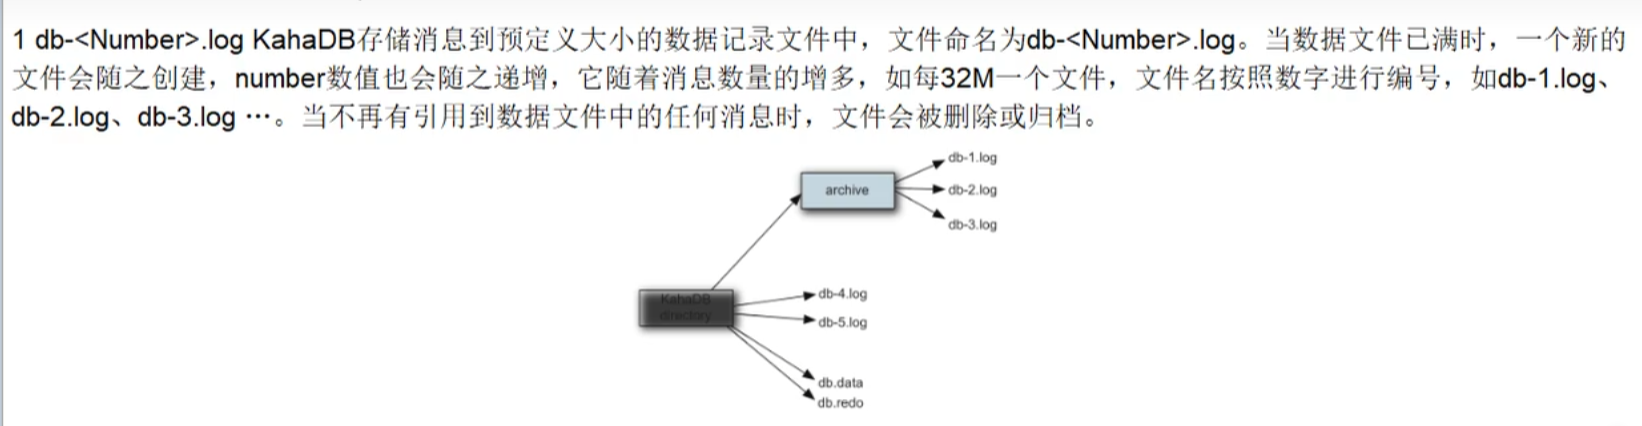 1 db-<Number>.log KahaDB存储消息到预定义大小的数据记录文件中，文件命名为db-<Number>.log。当数据文件已满时，一个新的
文件会随之创建，number数值也会随之递增，它随着消息数量的增多，如每32M一个文件，文件名按照数字进行编号，如db-1.log、
db-2.log、db-3.log …。当不再有引用到数据文件中的任何消息时，文件会被删除或归档。
db-1.log
archive
db-2.log
db-3.log
KahaDB
directory
db-4.log
db-5.log
db.data
db.redo